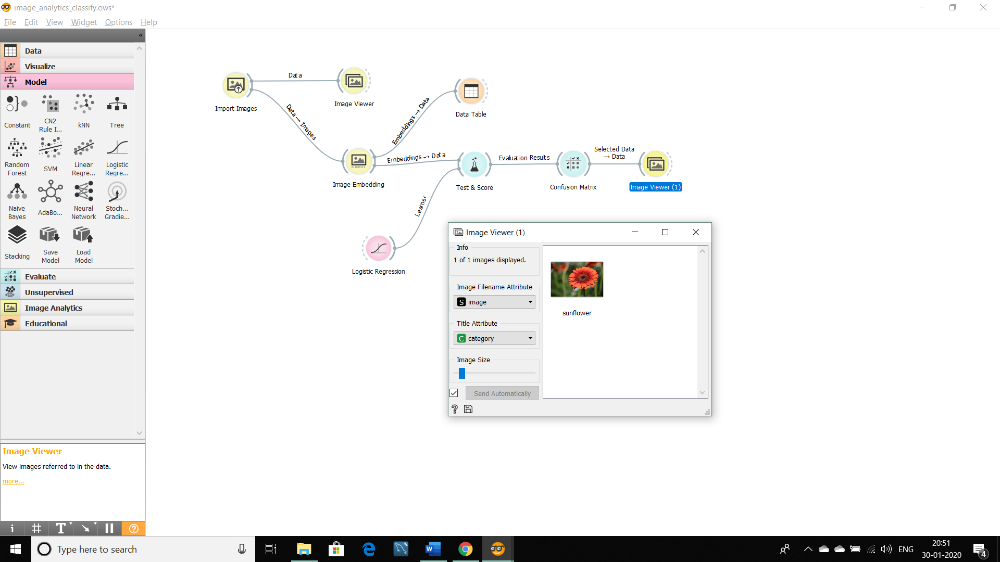 image_analytics_classify.ows*
File Edit View Widget Options Help
«
Data
Visualize
Model
Constant
CN2
Rule I...
kNN
Tree
Random
Forest
SVM
Linear
Regre...
Logistic
Regre...
Naive
Bayes
AdaBo...
Neural
Network
Stoch...
Gradie...
Stacking
Save
Model
Load
Model
Evaluate
Unsupervised
Image Analytics
Educational
Image Viewer
View images referred to in the data.
more...
Import Images
Data
Image Viewer
Data → Images
Embeddings → Data
Data Table
Image Embedding
Embeddings → Data
Test & Score
Learner
Logistic Regression
Evaluation Results
Confusion Matrix
Selected Data
→ Data
Image Viewer (1)
Image Viewer (1)
Info
1 of 1 images displayed.
Image Filename Attribute
S image
Title Attribute
C category
Image Size
Send Automatically
sunflower
Type here to search
ENG
20:51
30-01-2020
4